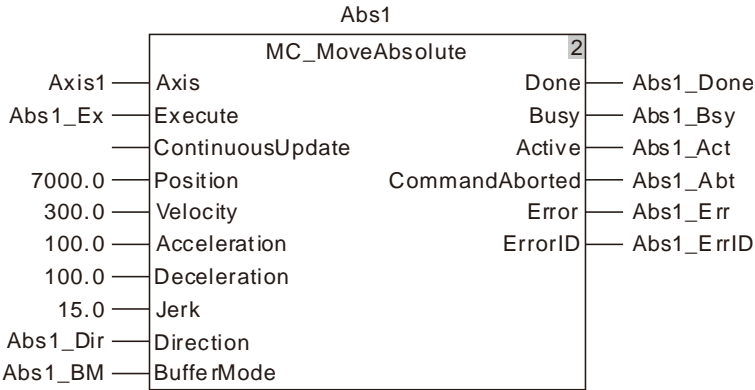 Abs1
MC_MoveAbsolute 2
Axis1 Axis Done Abs1_Done
Abs1_Ex Execute Busy Abs1_Bsy
ContinuousUpdate Active Abs1_Act
7000.0 Position CommandAborted Abs1_Abt
300.0 Velocity Error Abs1_Err
100.0 Acceleration ErrorID Abs1_ErrID
100.0 Deceleration
15.0 Jerk
Abs1_Dir Direction
Abs1_BM BufferMode